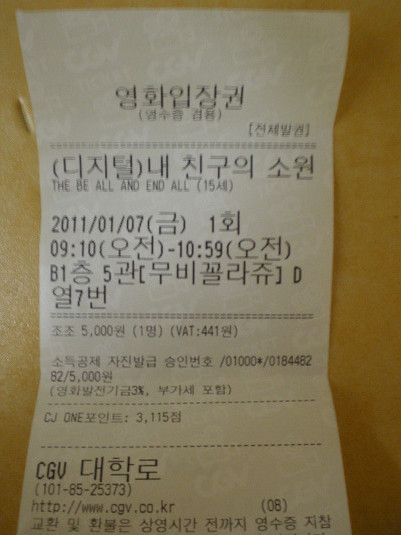 영화입장권
(영수증 겸용)
[전체발권]
(디지털)내 친구의 소원
THE BE ALL AND END ALL (15세)
2011/01/07(금) 1회
09:10(오전)-10:59(오전)
B1층 5관[무비꼴라쥬] D
열7번
조조 5,000원 (1명) (VAT:441원)
소득공제 자진발급 승인번호 /01000*/0184482
82/5,000원
(영화발전기금3%, 부가세 포함)
CJ ONE포인트: 3,115점
CGV 대학로
(101-85-25373)
http://www.cgv.co.kr (08)
교환 및 환불은 상영시간 전까지 영수증 지참